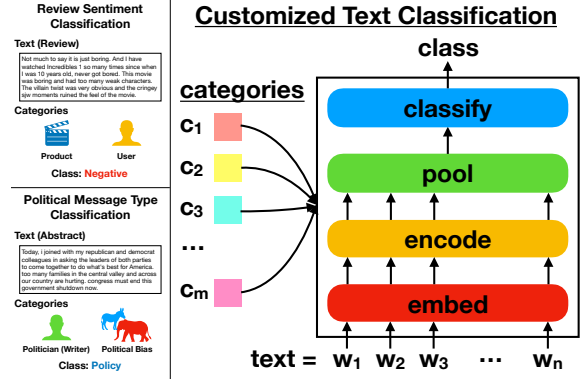 Review Sentiment
Classification
Text (Review)
Not much to say it is just boring. And I have
watched Incredibles 1 so many times since when
I was 10 years old, never got bored. This movie
was boring and had too many weak characters.
The villain twist was very obvious and the cringey
sjw moments ruined the feel of the movie.
Categories
Product User
Class: Negative
Political Message Type
Classification
Text (Abstract)
Today, i joined with my republican and democrat
colleagues in asking the leaders of both parties
to come together to do what's best for America.
too many families in the central valley and across
our country are hurting, congress must end this
government shutdown now.
Categories
Politician (Writer) Political Bias
Class: Policy
Customized Text Classification
class
categories
c1
c2
c3
...
cm
classify
pool
encode
embed
text = w1 w2 w3 ... wn